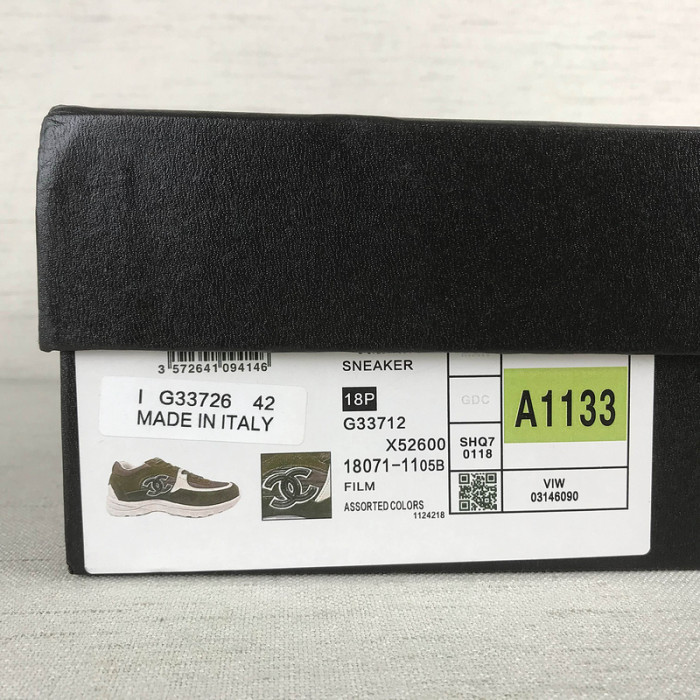 3 572641 094146
I G33726 42
MADE IN ITALY
SNEAKER
18P
G33712
X52600
18071-1105B
FILM
ASSORTED COLORS
1124218
GDC
SHQ7
0118
A1133
VIW
03146090